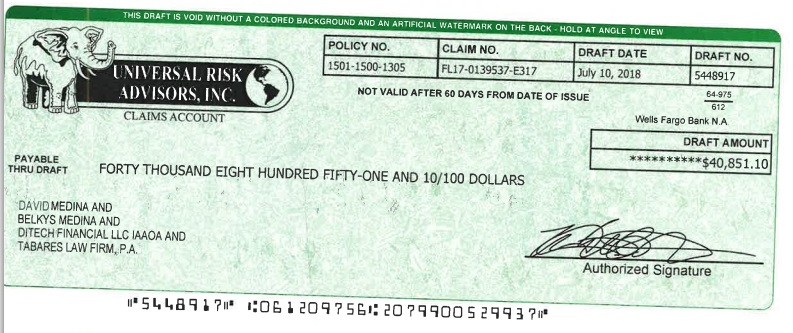 THIS DRAFT IS VOID WITHOUT A COLORED BACKGROUND AND AN ARTIFICIAL WATERMARK ON THE BACK - HOLD AT ANGLE TO VIEW
UNIVERSAL RISK
ADVISORS, INC.
CLAIMS ACCOUNT
POLICY NO. CLAIM NO. DRAFT DATE DRAFT NO.
1501-1500-1305 FL17-0139537-E317 July 10, 2018 5448917
NOT VALID AFTER 60 DAYS FROM DATE OF ISSUE
64-975
612
Wells Fargo Bank N.A.
DRAFT AMOUNT
**********$40,851.10
PAYABLE
THRU DRAFT
FORTY THOUSAND EIGHT HUNDRED FIFTY-ONE AND 10/100 DOLLARS
DAVID MEDINA AND
BELKYS MEDINA AND
DITECH FINANCIAL LLC IAAOA AND
TABARES LAW FIRM, P.A.
Authorized Signature
⑈5448917⑈ ⑆061209756⑆2079900529937⑈